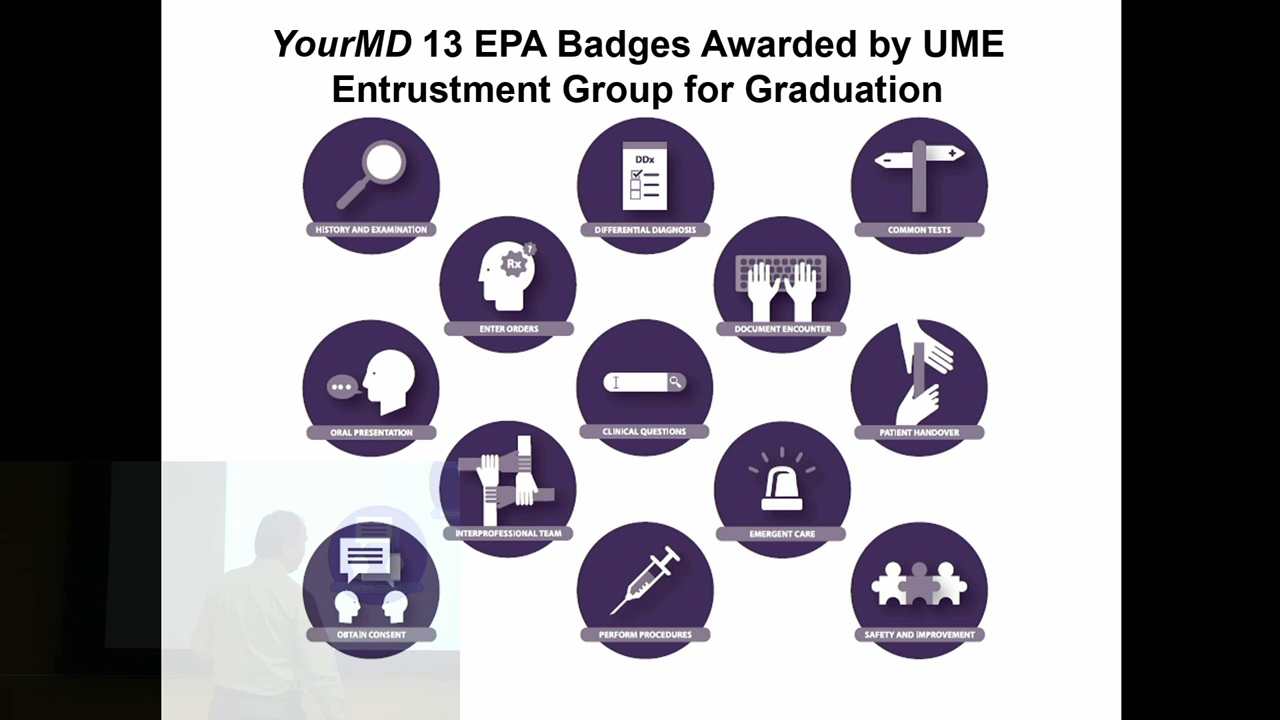 YourMD 13 EPA Badges Awarded by UME
Entrustment Group for Graduation
DDx
- +
HISTORY AND EXAMINATION
DIFFERENTIAL DIAGNOSIS
COMMON TESTS
Rx
?
ENTER ORDERS
DOCUMENT ENCOUNTER
ORAL PRESENTATION
CLINICAL QUESTIONS
PATIENT HANDOVER
INTERPROFESSIONAL TEAM
EMERGENT CARE
OBTAIN CONSENT
PERFORM PROCEDURES
SAFETY AND IMPROVEMENT